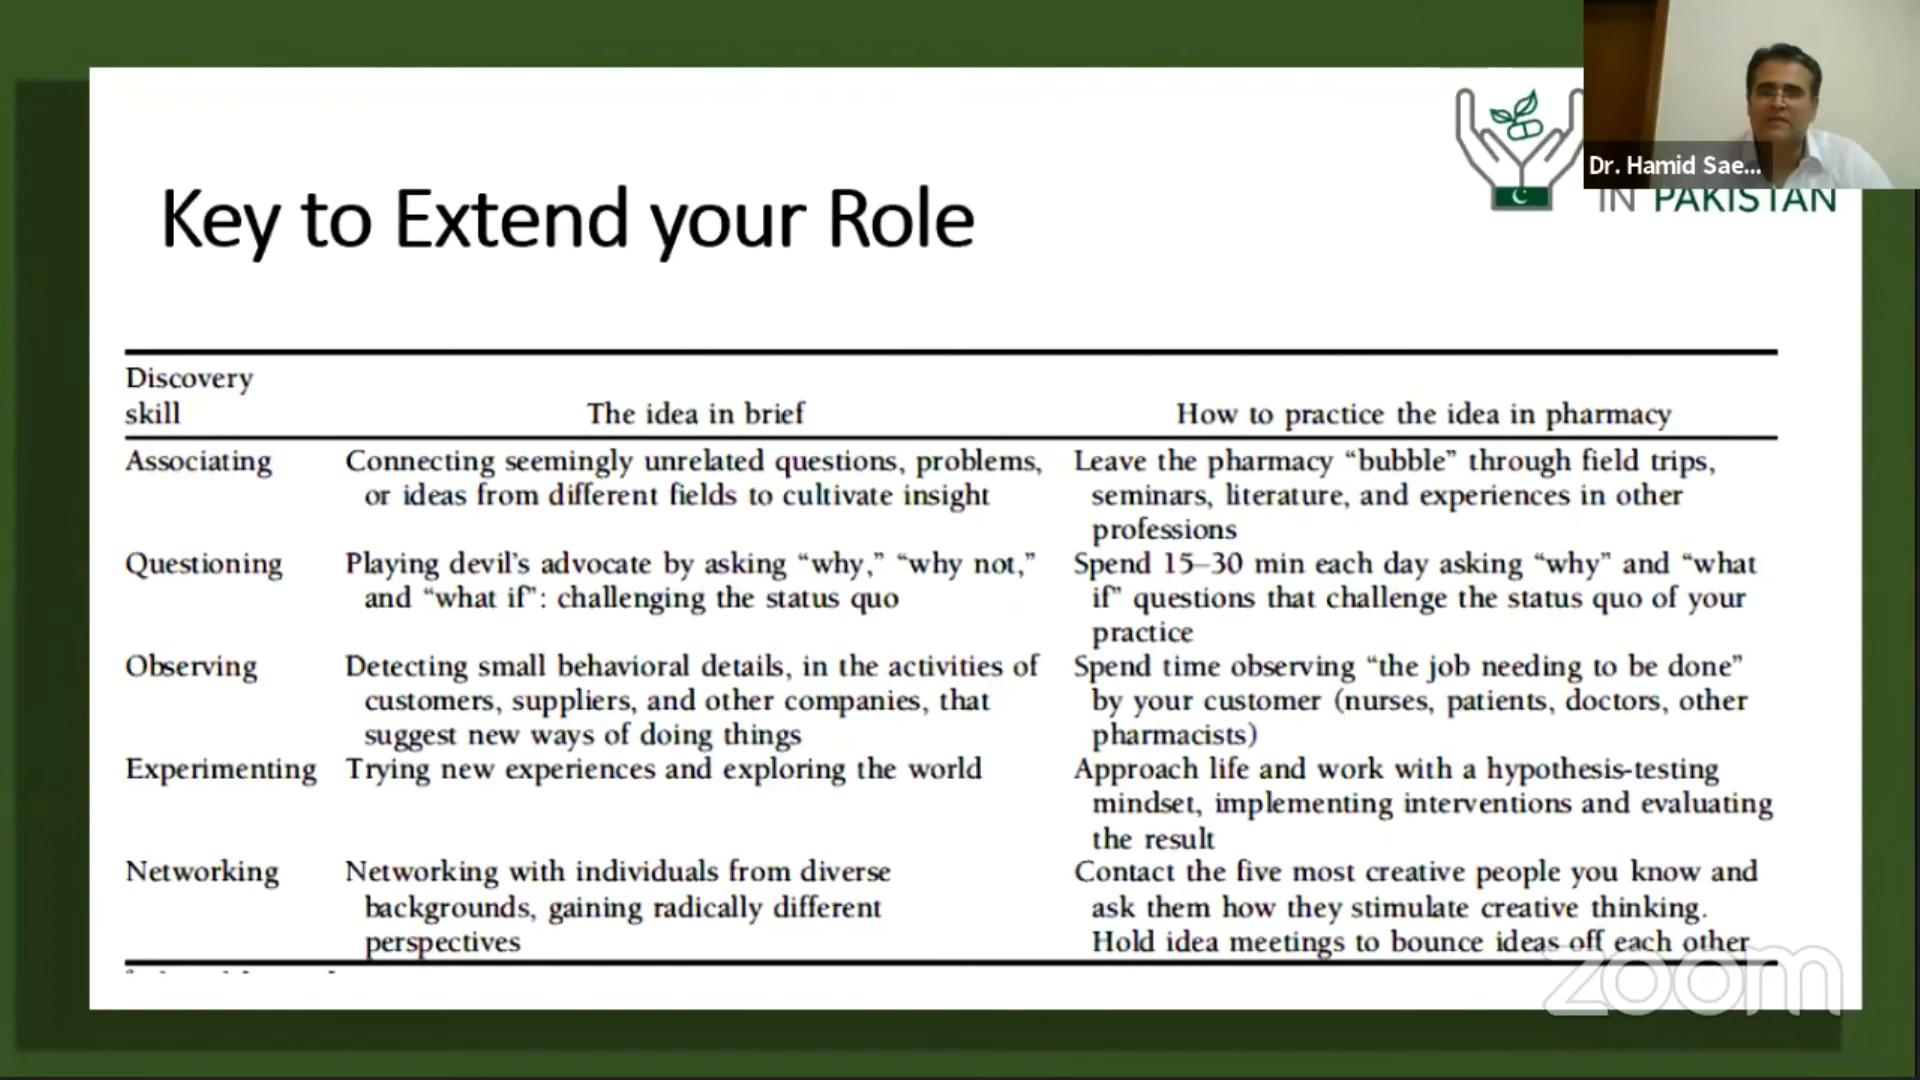 Dr. Hamid Sae...
IN PAKISTAN
Key to Extend your Role
Discovery
skill
The idea in brief
How to practice the idea in pharmacy
Associating
Connecting seemingly unrelated questions, problems,
or ideas from different fields to cultivate insight
Leave the pharmacy “bubble” through field trips,
seminars, literature, and experiences in other
professions
Questioning
Playing devil's advocate by asking “why,” “why not,”
and “what if”: challenging the status quo
Spend 15–30 min each day asking “why” and “what
if” questions that challenge the status quo of your
practice
Observing
Detecting small behavioral details, in the activities of
customers, suppliers, and other companies, that
suggest new ways of doing things
Spend time observing “the job needing to be done”
by your customer (nurses, patients, doctors, other
pharmacists)
Experimenting
Trying new experiences and exploring the world
Approach life and work with a hypothesis-testing
mindset, implementing interventions and evaluating
the result
Networking
Networking with individuals from diverse
backgrounds, gaining radically different
perspectives
Contact the five most creative people you know and
ask them how they stimulate creative thinking.
Hold idea meetings to bounce ideas off each other
zoom